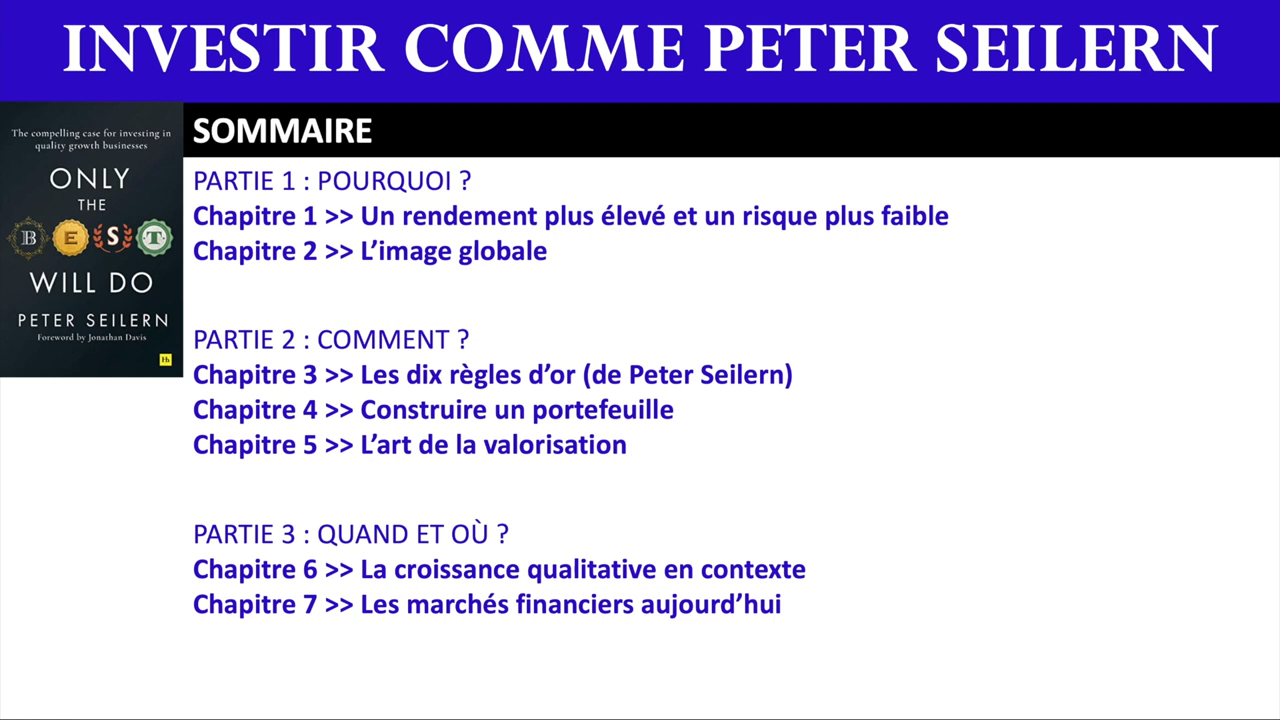 INVESTIR COMME PETER SEILERN
The compelling case for investing in
quality growth businesses
ONLY
THE
BEST
WILL DO
PETER SEILERN
Foreword by Jonathan Davis
Hh
SOMMAIRE
PARTIE 1 : POURQUOI ?
Chapitre 1 >> Un rendement plus élevé et un risque plus faible
Chapitre 2 >> L’image globale
PARTIE 2 : COMMENT ?
Chapitre 3 >> Les dix règles d’or (de Peter Seilern)
Chapitre 4 >> Construire un portefeuille
Chapitre 5 >> L’art de la valorisation
PARTIE 3 : QUAND ET OÙ ?
Chapitre 6 >> La croissance qualitative en contexte
Chapitre 7 >> Les marchés financiers aujourd’hui